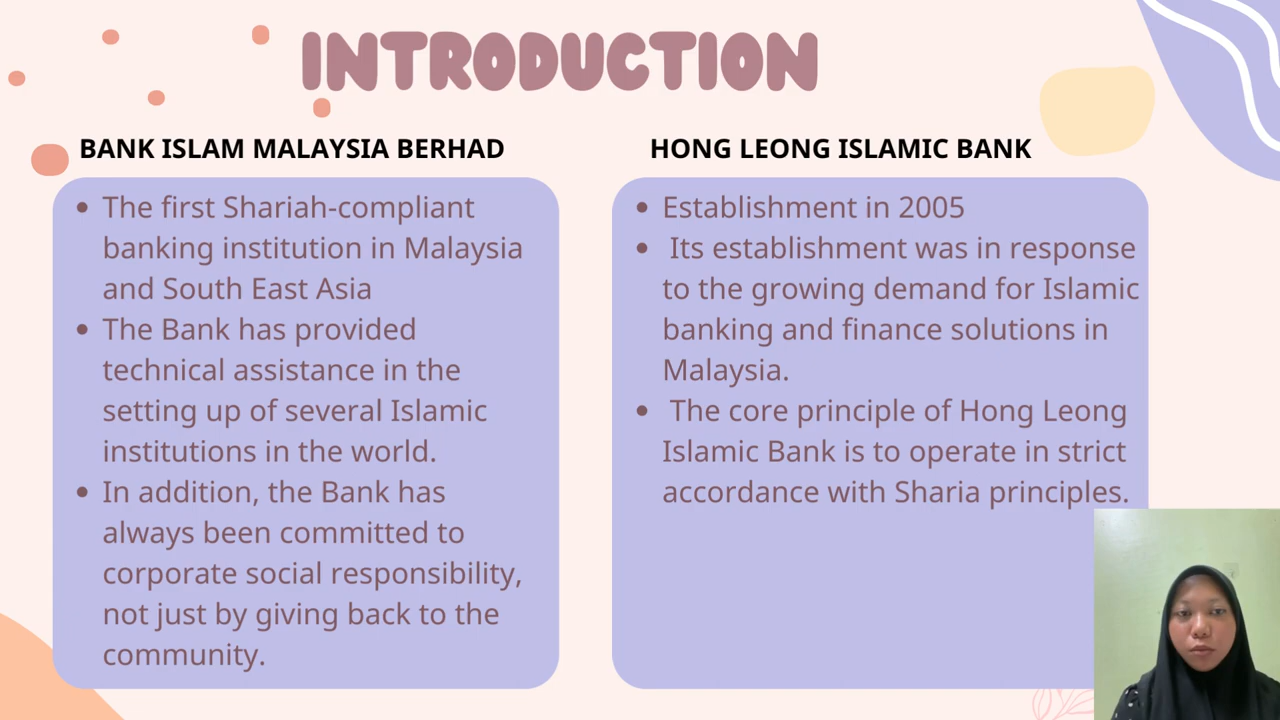 INTRODUCTION
BANK ISLAM MALAYSIA BERHAD
The first Shariah-compliant
banking institution in Malaysia
and South East Asia
The Bank has provided
technical assistance in the
setting up of several Islamic
institutions in the world.
In addition, the Bank has
always been committed to
corporate social responsibility,
not just by giving back to the
community.
HONG LEONG ISLAMIC BANK
Establishment in 2005
Its establishment was in response
to the growing demand for Islamic
banking and finance solutions in
Malaysia.
The core principle of Hong Leong
Islamic Bank is to operate in strict
accordance with Sharia principles.